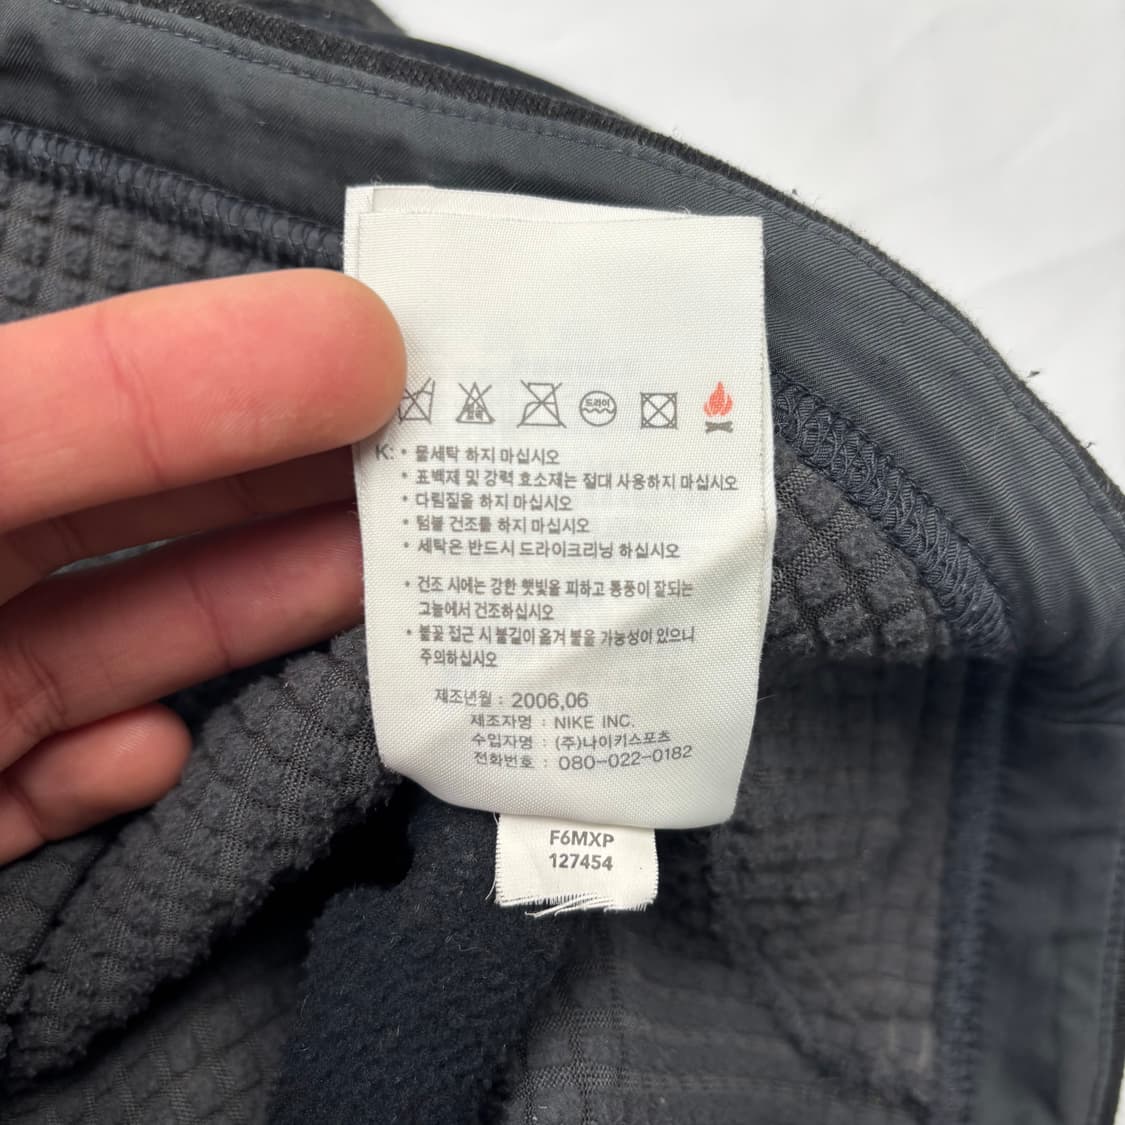 드라이
K: • 물세탁 하지 마십시오
• 표백제 및 강력 효소제는 절대 사용하지 마십시오
• 다림질을 하지 마십시오
• 텀블 건조를 하지 마십시오
• 세탁은 반드시 드라이크리닝 하십시오
• 건조 시에는 강한 햇빛을 피하고 통풍이 잘되는
그늘에서 건조하십시오
• 불꽃 접근 시 불길이 옮겨 붙을 가능성이 있으니
주의하십시오
제조년월 : 2006,06
제조자명 : NIKE INC.
수입자명 : (주)나이키스포츠
전화번호 : 080-022-0182
F6MXP
127454